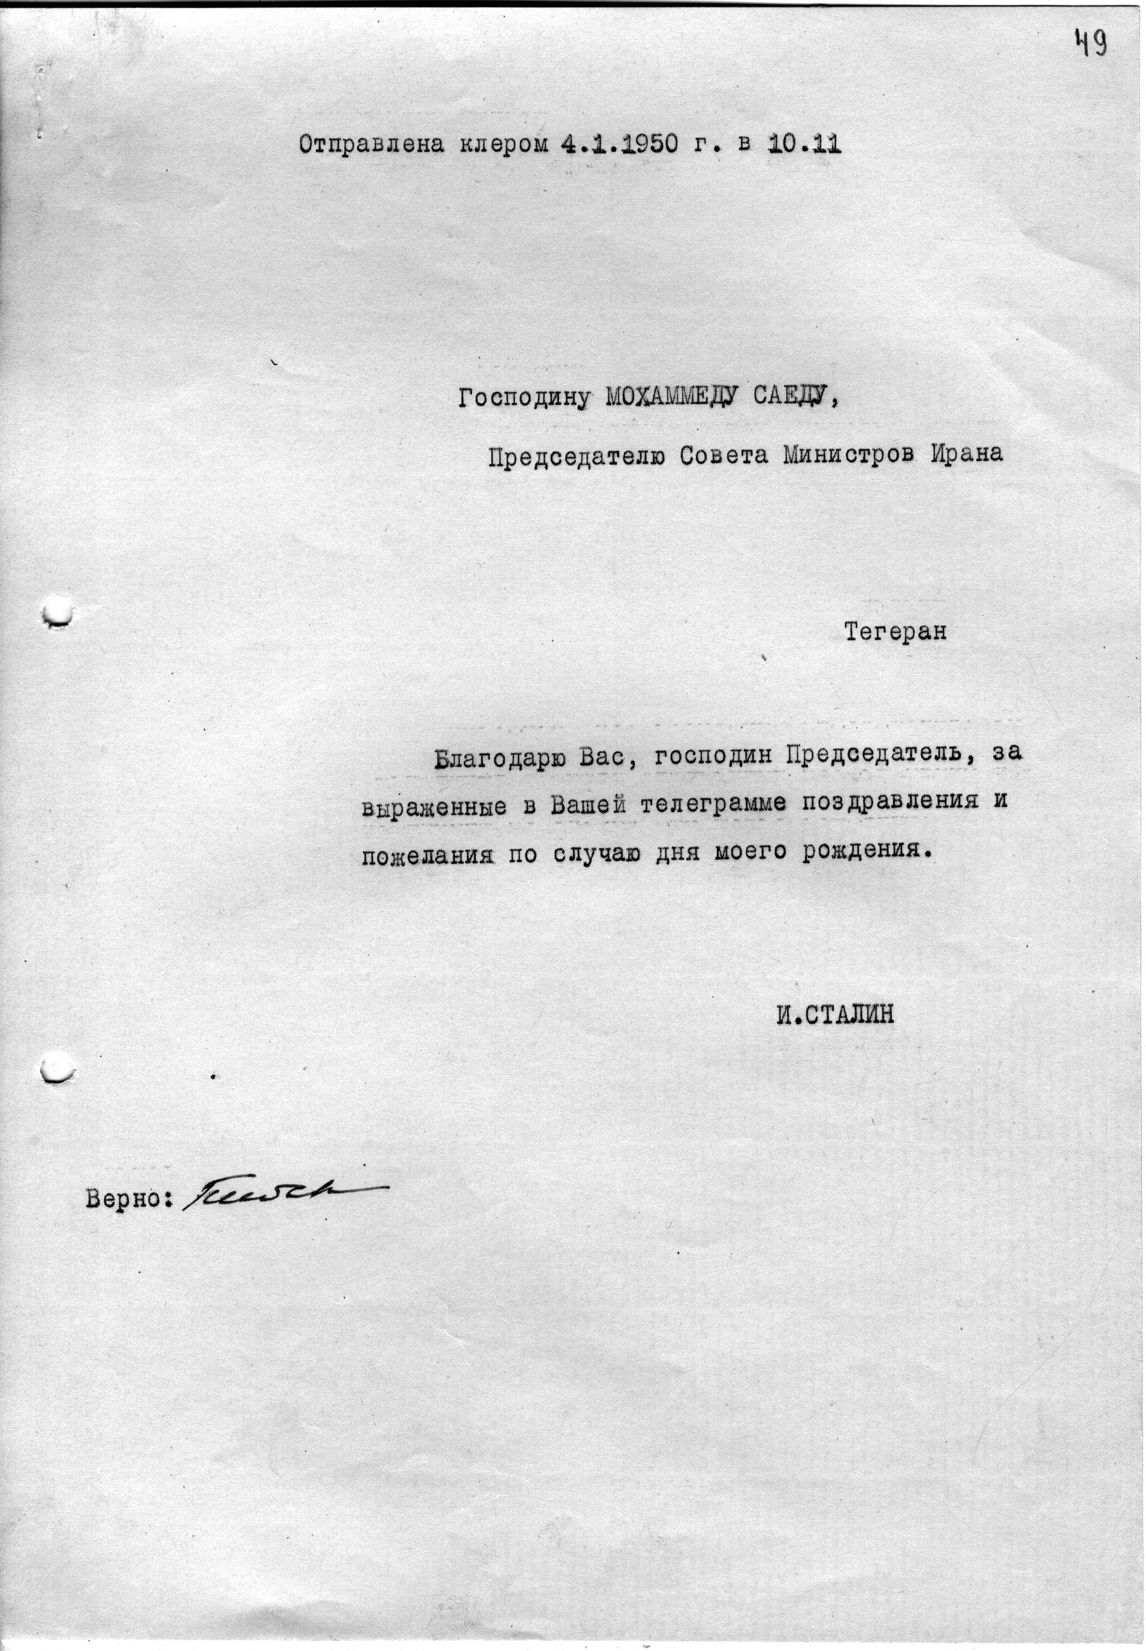 49
Отправлена клером 4.1.1950 г. в 10.11
Господину МОХАММЕДУ САЕДУ,
Председателю Совета Министров Ирана
Тегеран
Благодарю Вас, господин Председатель, за
выраженные в Вашей телеграмме поздравления и
пожелания по случаю дня моего рождения.
И.СТАЛИН
Верно: